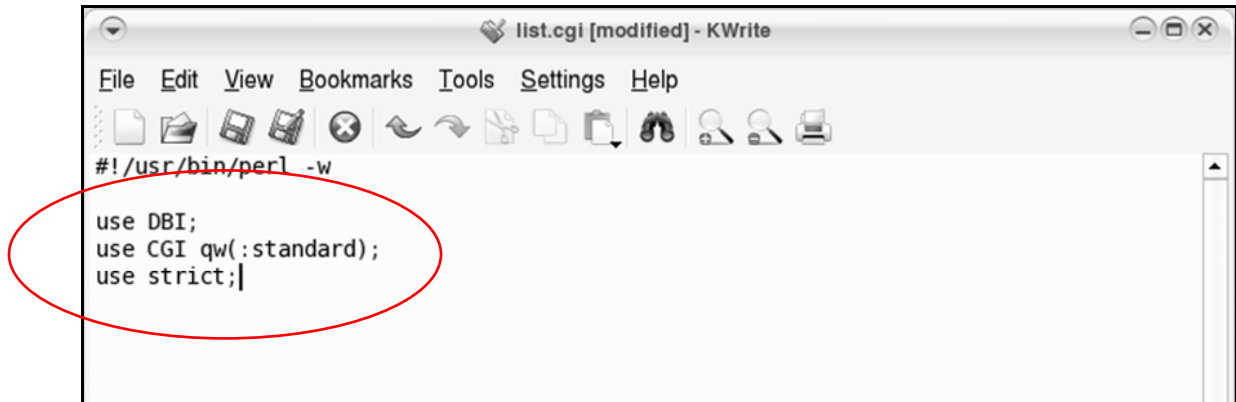 list.cgi [modified] - KWrite
File Edit View Bookmarks Tools Settings Help
#!/usr/bin/perl -w
use DBI;
use CGI qw(:standard);
use strict;